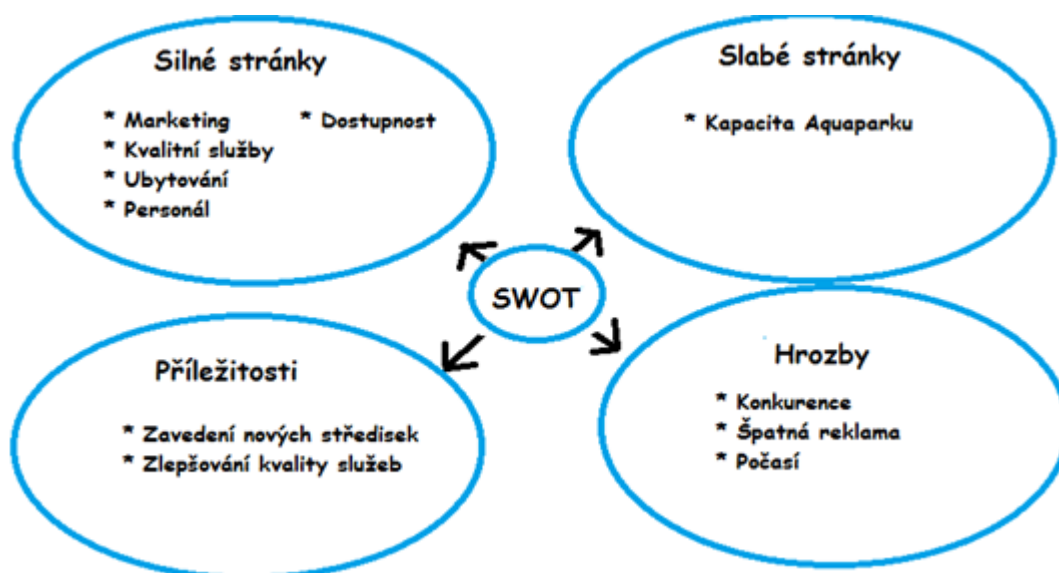 Silné stránky
* Marketing
* Dostupnost
* Kvalitní služby
* Ubytování
* Personál
Slabé stránky
* Kapacita Aquaparku
SWOT
Příležitosti
* Zavedení nových středisek
* Zlepšování kvality služeb
Hrozby
* Konkurence
* Špatná reklama
* Počasí